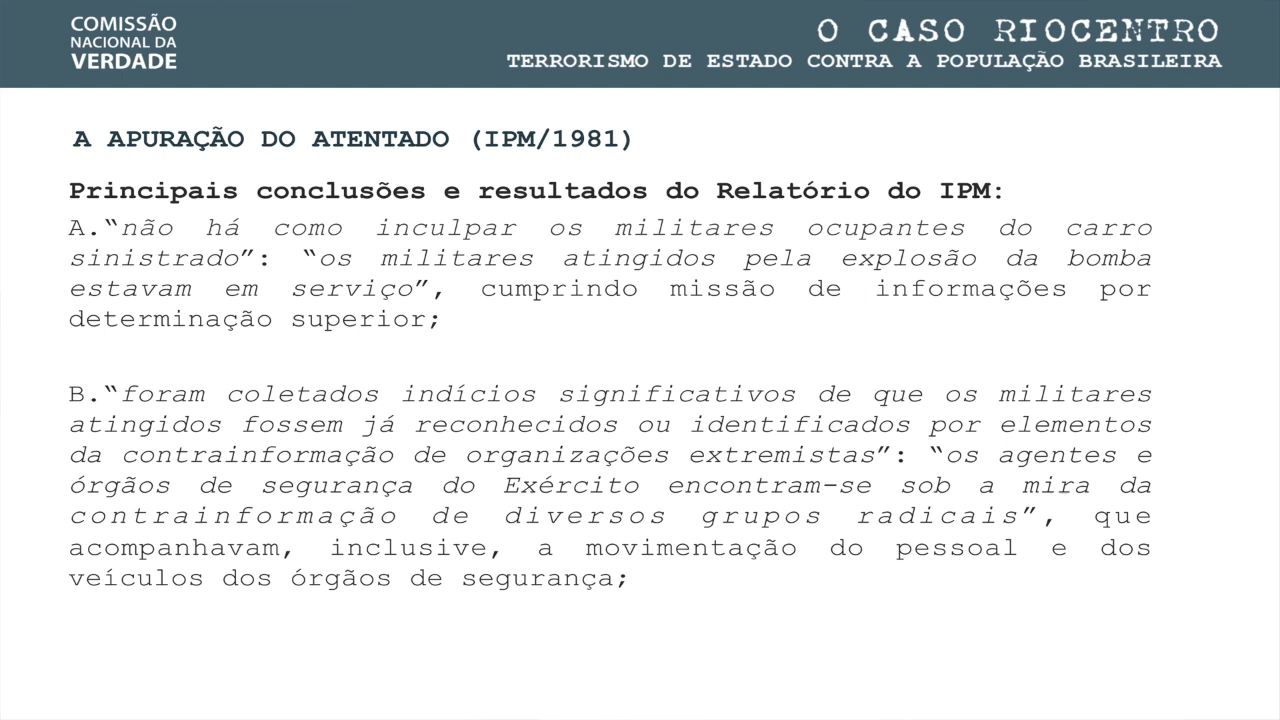 COMISSÃO
NACIONAL DA
VERDADE
O CASO RIOCENTRO
TERRORISMO DE ESTADO CONTRA A POPULAÇÃO BRASILEIRA
A APURAÇÃO DO ATENTADO (IPM/1981)
Principais conclusões e resultados do Relatório do IPM:
A.“não há como inculpar os militares ocupantes do carro
sinistrado”: “os militares atingidos pela explosão da bomba
estavam em serviço”, cumprindo missão de informações por
determinação superior;
B.“foram coletados indícios significativos de que os militares
atingidos fossem já reconhecidos ou identificados por elementos
da contrainformação de organizações extremistas”: “os agentes e
órgãos de segurança do Exército encontram-se sob a mira da
contrainformação de diversos grupos radicais”, que
acompanhavam, inclusive, a movimentação do pessoal e dos
veículos dos órgãos de segurança;